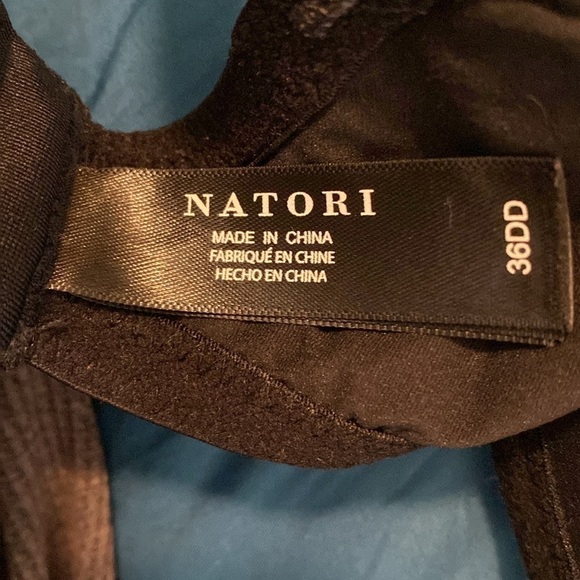 NATORI
MADE IN CHINA
FABRIQUÉ EN CHINE
HECHO EN CHINA
36DD